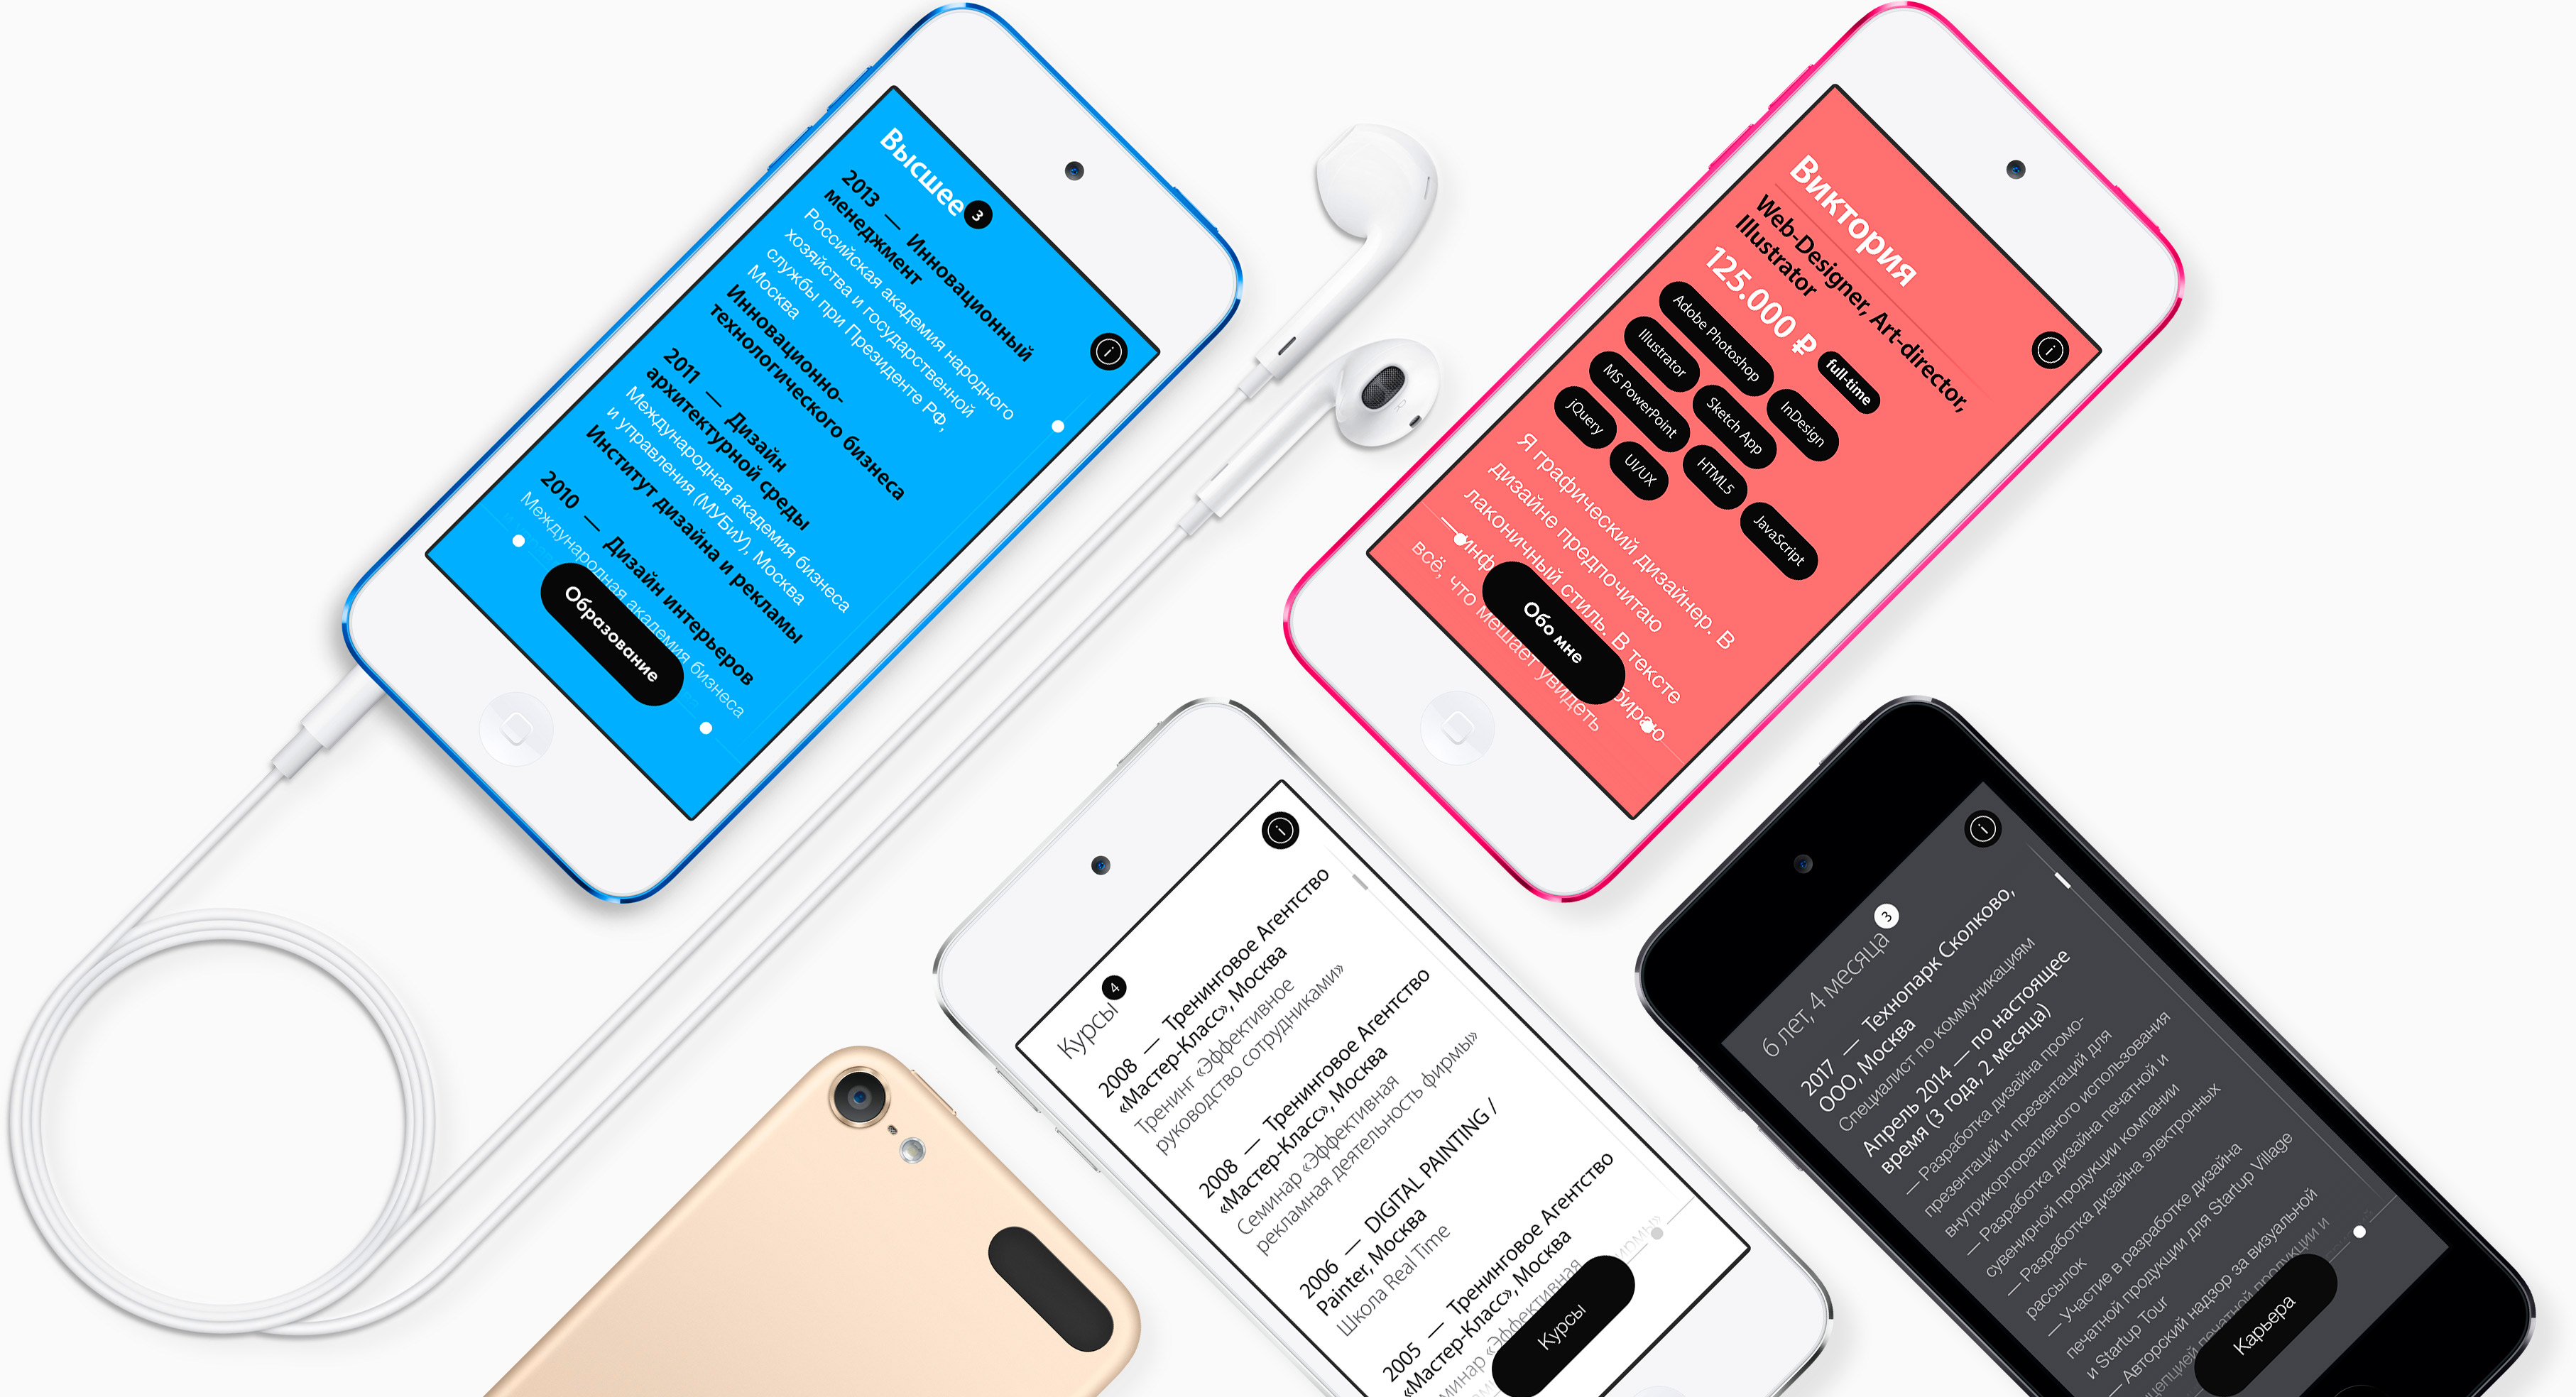 Высшее 3
2013 — Инновационный
менеджмент
Российская академия народного
хозяйства и государственной
службы при Президенте РФ,
Москва
Инновационно-
технологического бизнеса
2011 — Дизайн
архитектурной среды
Международная академия бизнеса
и управления (МУБиУ), Москва
Институт дизайна и рекламы
2010 — Дизайн интерьеров
Международная академия бизнеса
Образование
i
Виктория
Web-Designer, Art-director,
Illustrator
125.000 ₽ full-time
Adobe Photoshop InDesign
Illustrator Sketch App
MS PowerPoint HTML5 JavaScript
jQuery UI/UX
Я графический дизайнер. В
дизайне предпочитаю
лаконичный стиль. В тексте
всё, что мешает увидеть
Обо мне
i
i
Курсы 4
2008 — Тренинговое Агентство
«Мастер-Класс», Москва
Тренинг «Эффективное
руководство сотрудниками»
2008 — Тренинговое Агентство
«Мастер-Класс», Москва
Семинар «Эффективная
рекламная деятельность фирмы»
2006 — DIGITAL PAINTING /
Painter, Москва
Школа Real Time
2005 — Тренинговое Агентство
«Мастер-Класс», Москва
«Эффективная
Курсы
i
6 лет, 4 месяца 3
2017 — Технопарк Сколково,
ООО, Москва
Специалист по коммуникациям
Апрель 2014 — по настоящее
время (3 года, 2 месяца)
— Разработка дизайна промо-
презентаций и презентаций для
внутрикорпоративного использования
— Разработка дизайна печатной и
сувенирной продукции компании
— Разработка дизайна электронных
рассылок
— Участие в разработке дизайна
печатной продукции для Startup Village
и Startup Tour
— Авторский надзор за визуальной
Карьера